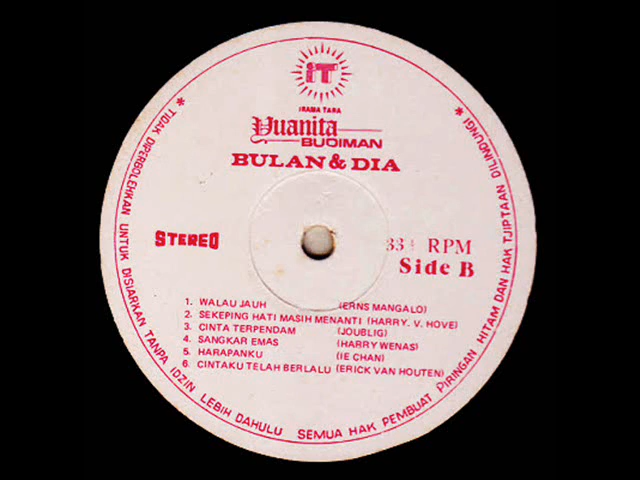 iT
IRAMA TARA
Yuanita
BUDIMAN
BULAN & DIA
STEREO
33⅓ RPM
Side B
1. WALAU JAUH (ERNS MANGALO)
2. SEKEPING HATI MASIH MENANTI (HARRY. V. HOVE)
3. CINTA TERPENDAM (JOUBLIG)
4. SANGKAR EMAS (HARRY WENAS)
5. HARAPANKU (IE CHAN)
6. CINTAKU TELAH BERLALU (ERICK VAN HOUTEN)
* TIDAK DIPERBOLEHKAN UNTUK DISIARKAN TANPA IDZIN LEBIH DAHULU SEMUA HAK PEMBUAT PIRINGAN HITAM DAN HAK TJIPTAAN DILINDUNGI *